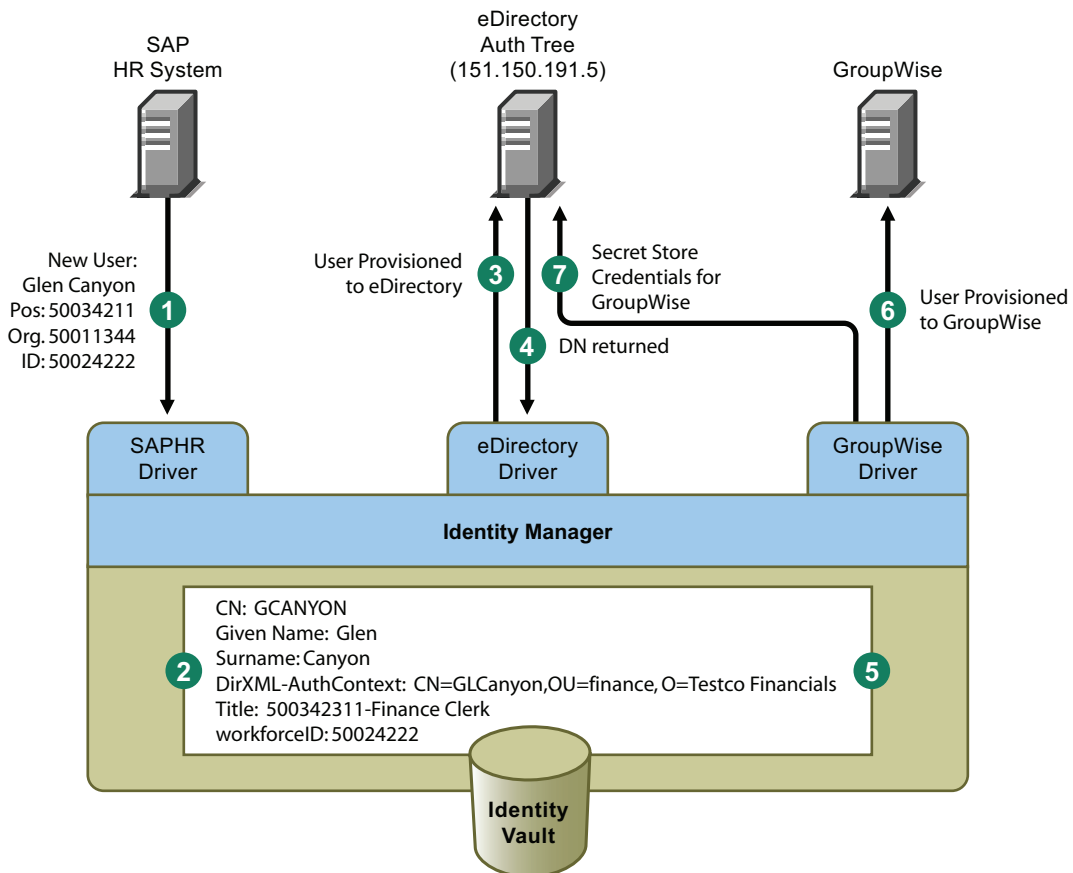 SAP
HR System
eDirectory
Auth Tree
(151.150.191.5)
GroupWise
New User:
Glen Canyon
Pos: 50034211
Org. 50011344
ID: 50024222
1
User Provisioned
to eDirectory
3
4
DN returned
7
Secret Store
Credentials for
GroupWise
6
User Provisioned
to GroupWise
SAPHR
Driver
eDirectory
Driver
GroupWise
Driver
Identity Manager
2
CN: GCANYON
Given Name: Glen
Surname: Canyon
DirXML-AuthContext: CN=GLCanyon,OU=finance, O=Testco Financials
Title: 500342311-Finance Clerk
workforceID: 50024222
5
Identity
Vault